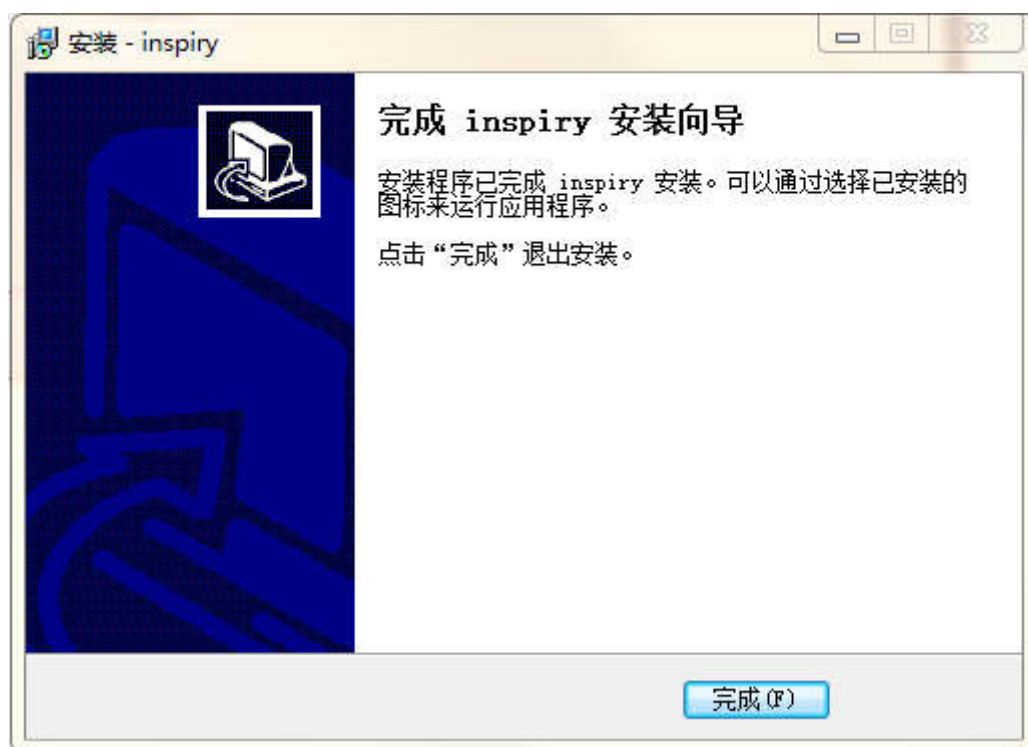 安装 - inspiry
完成 inspiry 安装向导
安装程序已完成 inspiry 安装。可以通过选择已安装的
图标来运行应用程序。
点击“完成”退出安装。
完成(F)